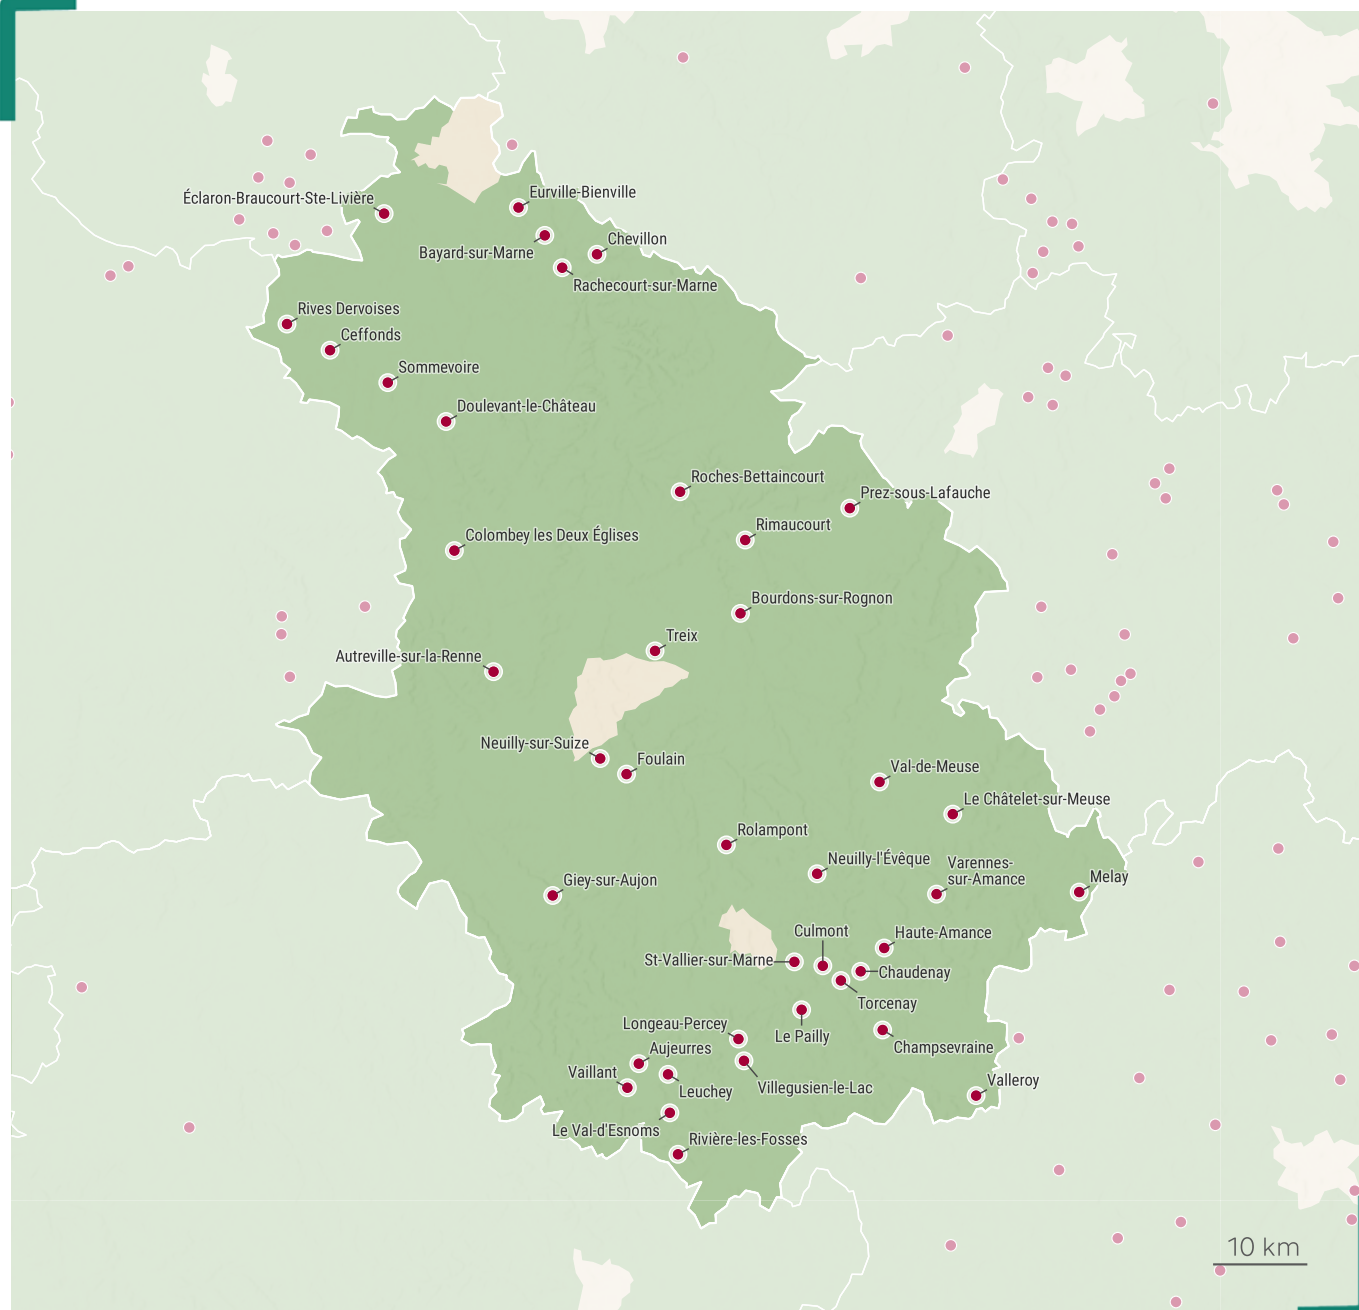 Éclaron-Braucourt-Ste-Livière
Eurville-Bienville
Bayard-sur-Marne
Chevillon
Rachecourt-sur-Marne
Rives Dervoises
Ceffonds
Sommevoire
Doulevant-le-Château
Roches-Bettaincourt
Prez-sous-Lafauche
Rimaucourt
Colombey les Deux Églises
Bourdons-sur-Rognon
Treix
Autreville-sur-la-Renne
Neuilly-sur-Suize
Foulain
Val-de-Meuse
Le Châtelet-sur-Meuse
Rolampont
Neuilly-l'Évêque
Varennes-
sur-Amance
Melay
Giey-sur-Aujon
Culmont
Haute-Amance
St-Vallier-sur-Marne
Chaudenay
Torcenay
Longeau-Percey
Le Pailly
Champsevraine
Aujeurres
Vaillant
Leuchey
Villegusien-le-Lac
Valleroy
Le Val-d'Esnoms
Rivière-les-Fosses
10 km